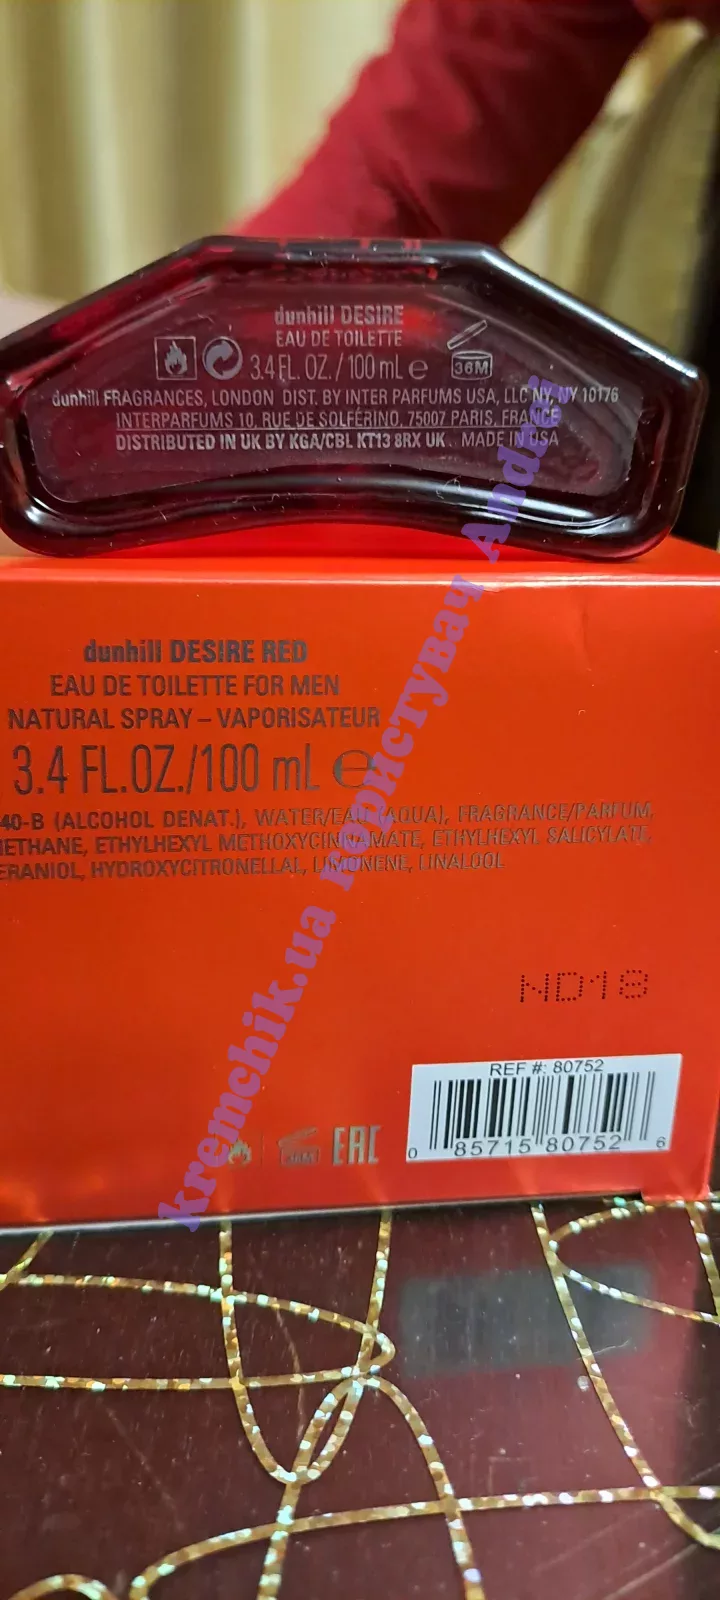 dunhill DESIRE
EAU DE TOILETTE
3.4 FL. OZ. / 100 mL e 36M
dunhill FRAGRANCES, LONDON DIST. BY INTER PARFUMS USA, LLC NY, NY 10176
INTERPARFUMS 10, RUE DE SOLFÉRINO, 75007 PARIS, FRANCE
DISTRIBUTED IN UK BY KGA/CBL KT13 8RX UK. MADE IN USA
dunhill DESIRE RED
EAU DE TOILETTE FOR MEN
NATURAL SPRAY – VAPORISATEUR
3.4 FL.OZ./100 mL e
40-B (ALCOHOL DENAT.), WATER/EAU (AQUA), FRAGRANCE/PARFUM,
ETHANE, ETHYLHEXYL METHOXYCINNAMATE, ETHYLHEXYL SALICYLATE,
ERANIOL, HYDROXYCITRONELLAL, LIMONENE, LINALOOL
ND18
REF #: 80752
0 85715 80752 6
36M EAC
kremchik.ua користувач Andrei